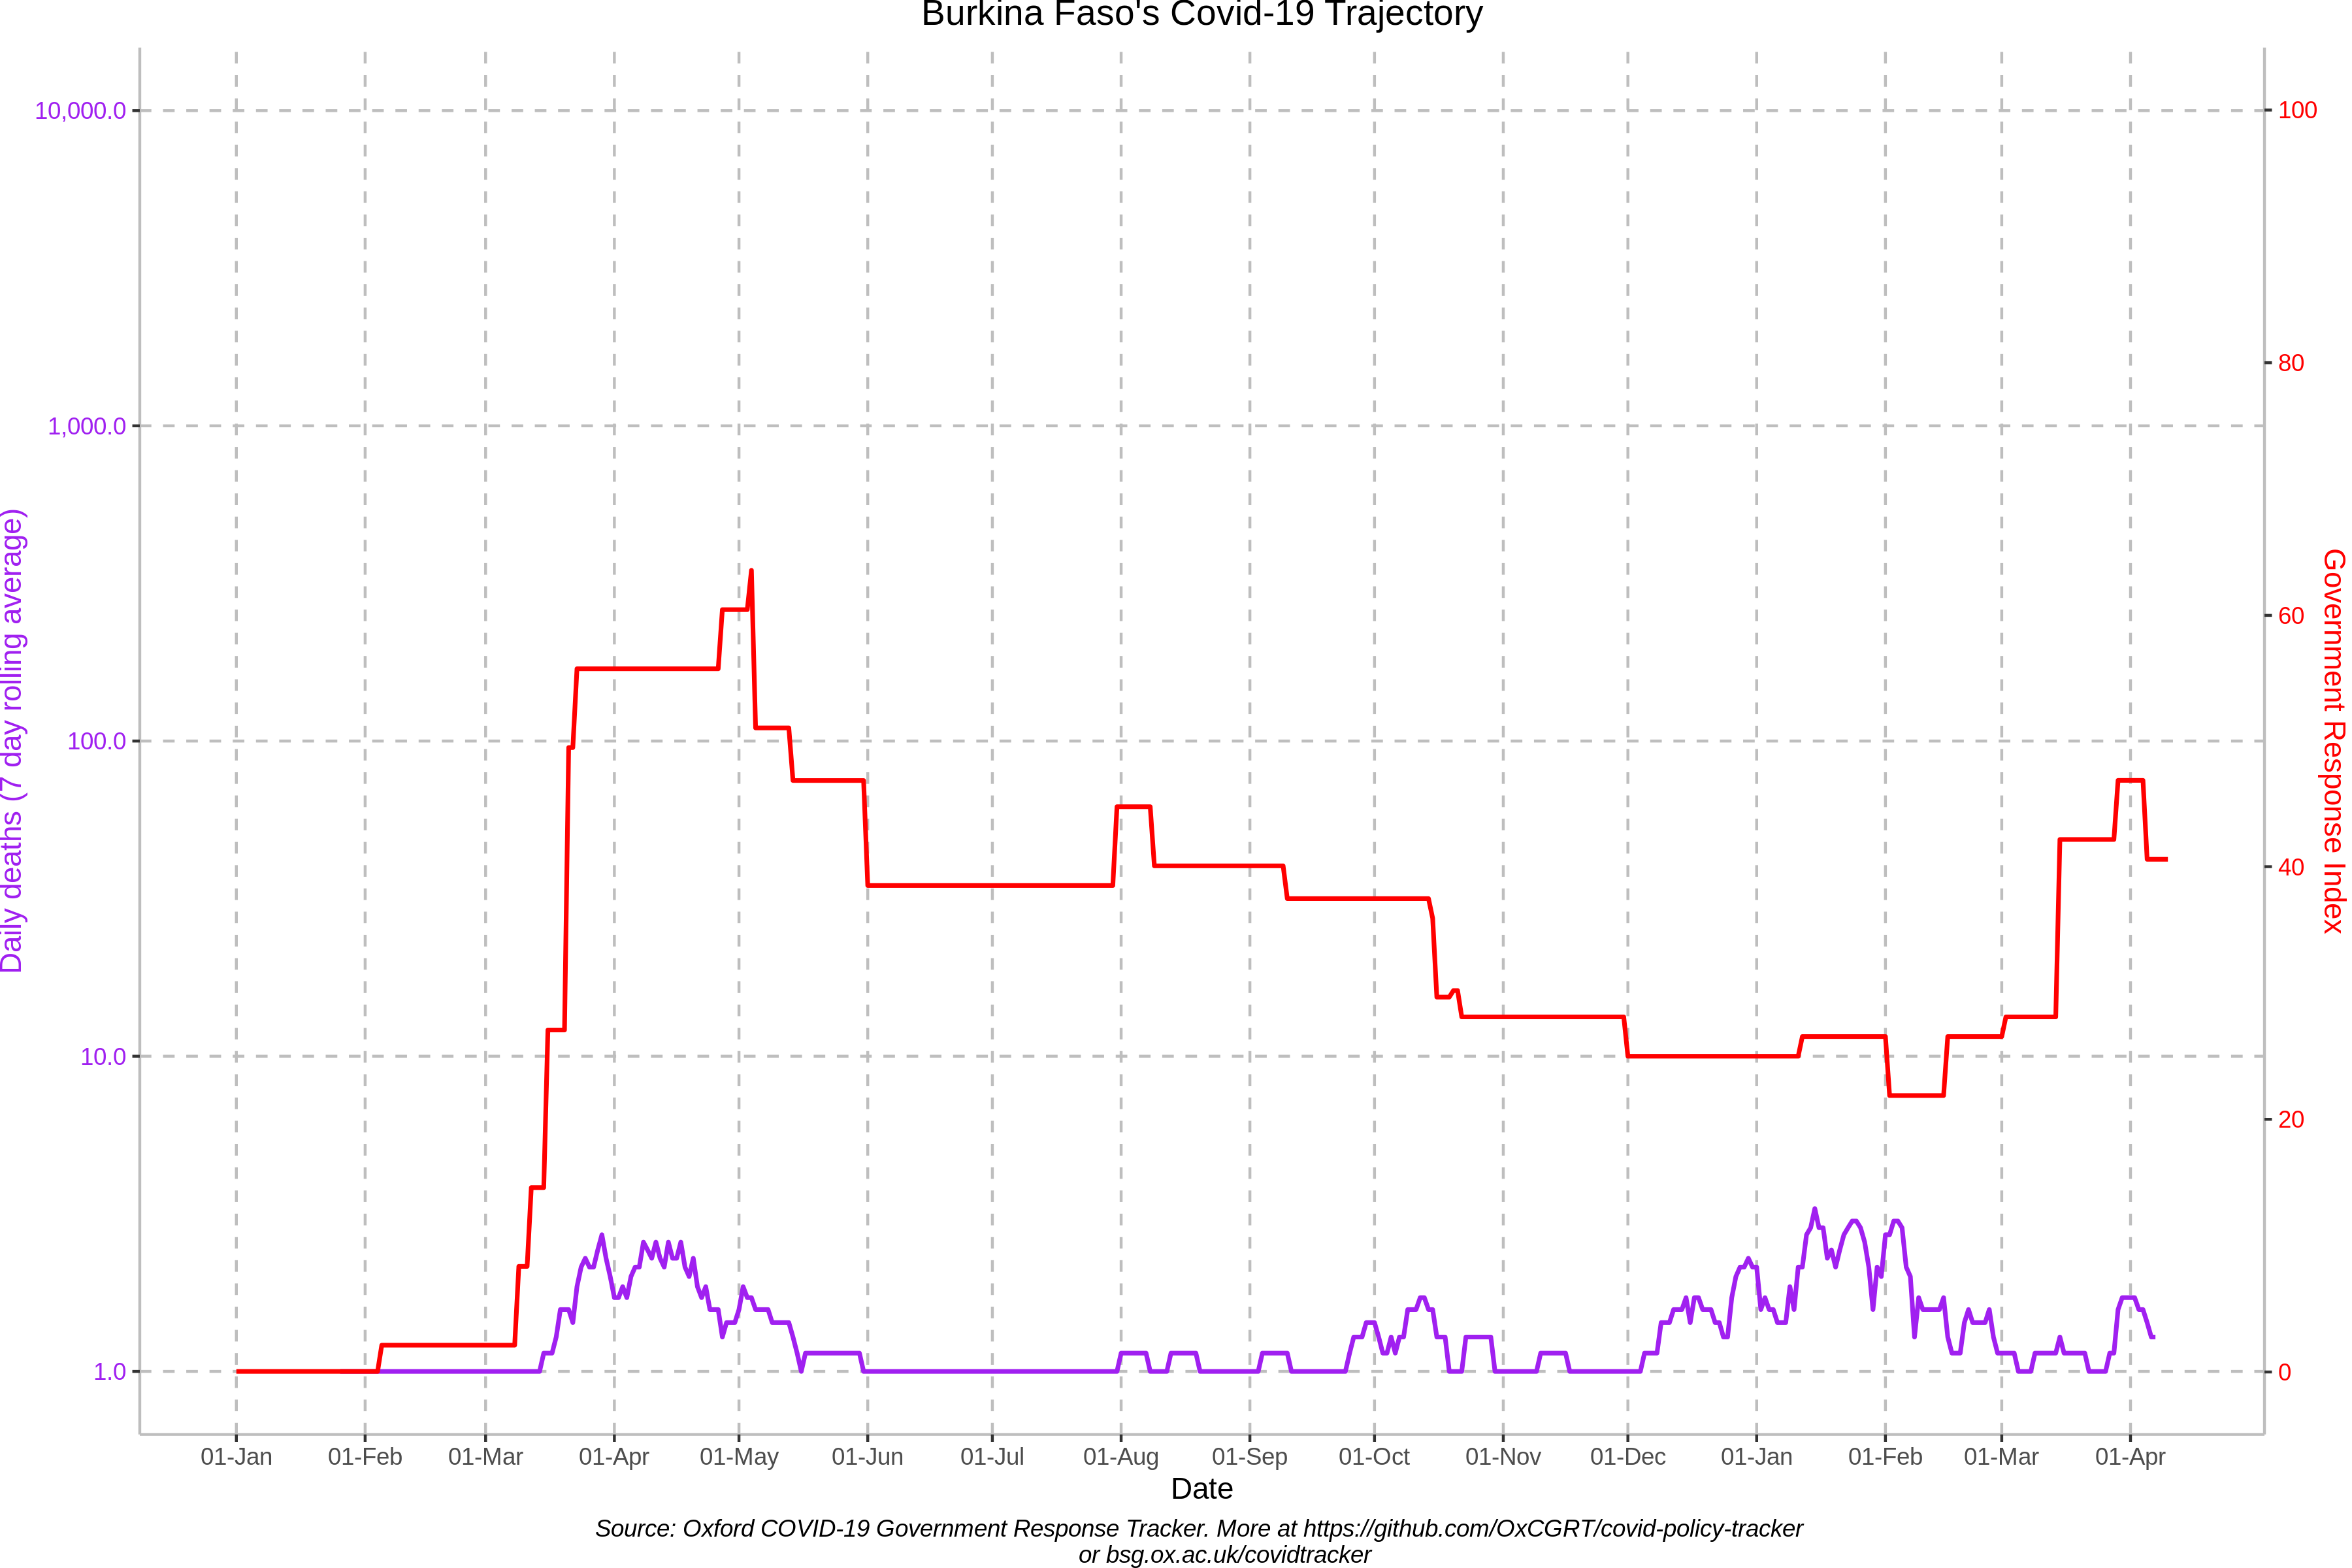 Burkina Faso's Covid-19 Trajectory
10,000.0
1,000.0
100.0
10.0
1.0
Daily deaths (7 day rolling average)
100
80
60
40
20
0
Government Response Index
01-Jan 01-Feb 01-Mar 01-Apr 01-May 01-Jun 01-Jul 01-Aug 01-Sep 01-Oct 01-Nov 01-Dec 01-Jan 01-Feb 01-Mar 01-Apr
Date
Source: Oxford COVID-19 Government Response Tracker. More at https://github.com/OxCGRT/covid-policy-tracker
or bsg.ox.ac.uk/covidtracker